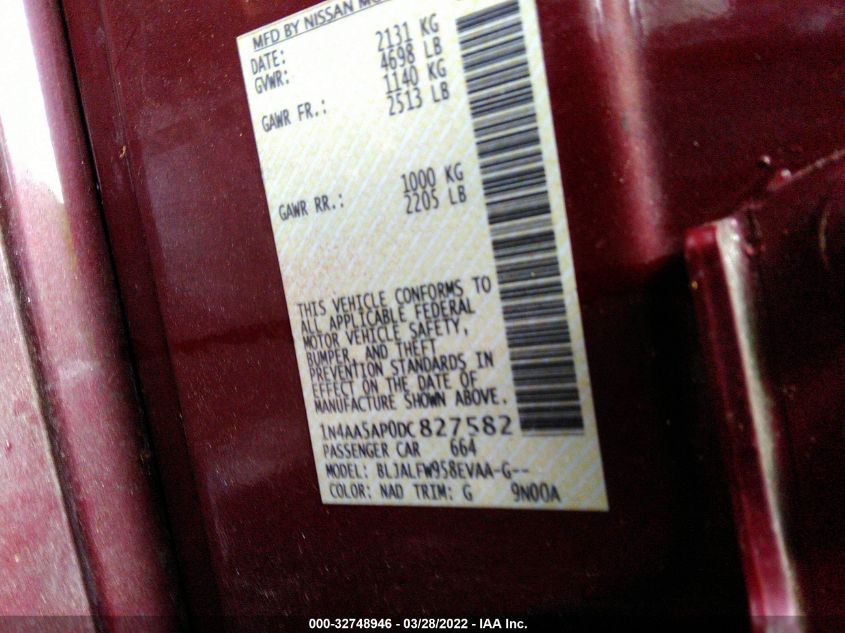 MFD BY NISSAN MO
DATE: 2131 KG
GVWR: 4698 LB
1140 KG
GAWR FR.: 2513 LB
1000 KG
GAWR RR.: 2205 LB
THIS VEHICLE CONFORMS TO
ALL APPLICABLE FEDERAL
MOTOR VEHICLE SAFETY,
BUMPER, AND THEFT
PREVENTION STANDARDS IN
EFFECT ON THE DATE OF
MANUFACTURE SHOWN ABOVE.
1N4AA5AP0DC827582
PASSENGER CAR 664
MODEL: BLJALFW958EVAA-G--
COLOR: NAD TRIM: G 9N00A
000-32748946 - 03/28/2022 - IAA Inc.